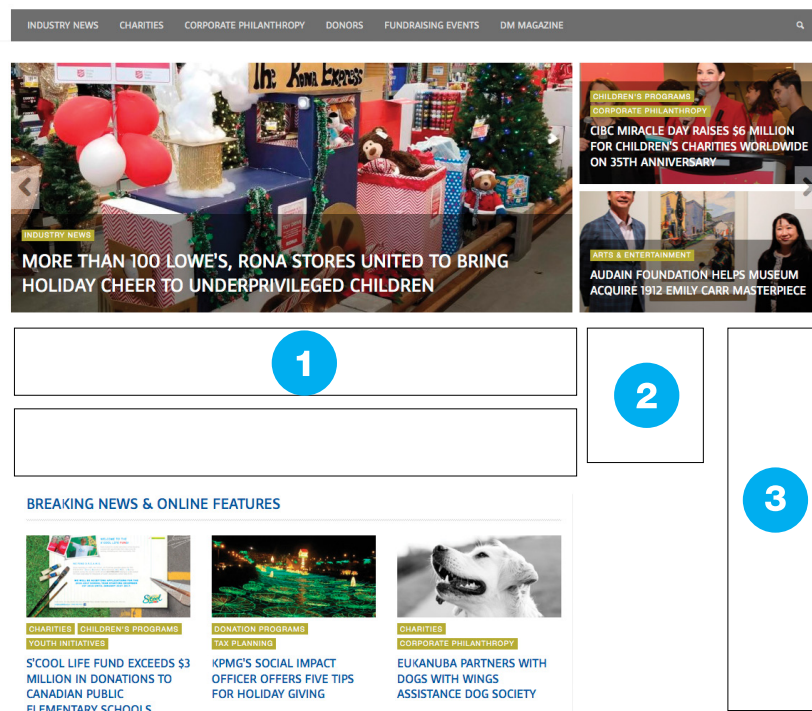 INDUSTRY NEWS CHARITIES CORPORATE PHILANTHROPY DONORS FUNDRAISING EVENTS DM MAGAZINE
The Rona Express
INDUSTRY NEWS
MORE THAN 100 LOWE'S, RONA STORES UNITED TO BRING
HOLIDAY CHEER TO UNDERPRIVILEGED CHILDREN
CHILDREN'S PROGRAMS
CORPORATE PHILANTHROPY
CIBC MIRACLE DAY RAISES $6 MILLION
FOR CHILDREN'S CHARITIES WORLDWIDE
ON 35TH ANNIVERSARY
ARTS & ENTERTAINMENT
AUDAIN FOUNDATION HELPS MUSEUM
ACQUIRE 1912 EMILY CARR MASTERPIECE
1
2
3
BREAKING NEWS & ONLINE FEATURES
CHARITIES CHILDREN'S PROGRAMS
YOUTH INITIATIVES
S'COOL LIFE FUND EXCEEDS $3
MILLION IN DONATIONS TO
CANADIAN PUBLIC
ELEMENTARY SCHOOLS
DONATION PROGRAMS
TAX PLANNING
KPMG'S SOCIAL IMPACT
OFFICER OFFERS FIVE TIPS
FOR HOLIDAY GIVING
CHARITIES
CORPORATE PHILANTHROPY
EUKANUBA PARTNERS WITH
DOGS WITH WINGS
ASSISTANCE DOG SOCIETY